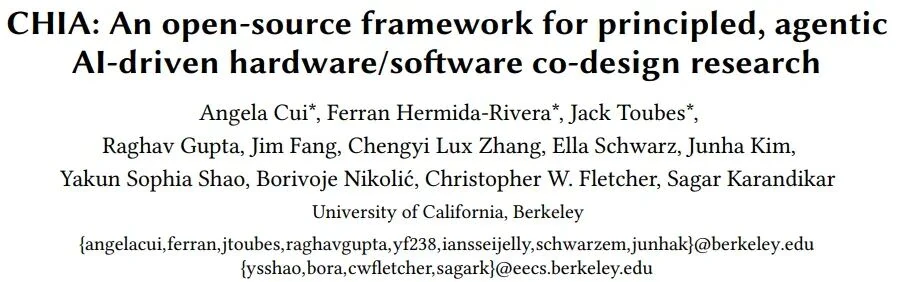 CHIA: An open-source framework for principled, agentic
AI-driven hardware/software co-design research
Angela Cui*, Ferran Hermida-Rivera*, Jack Toubes*,
Raghav Gupta, Jim Fang, Chengyi Lux Zhang, Ella Schwarz, Junha Kim,
Yakun Sophia Shao, Borivoje Nikolić, Christopher W. Fletcher, Sagar Karandikar
University of California, Berkeley
{angelacui,ferran,jtoubes,raghavgupta,yf238,iansseijelly,schwarzem,junhak}@berkeley.edu
{ysshao,bora,cwfletcher,sagark}@eecs.berkeley.edu